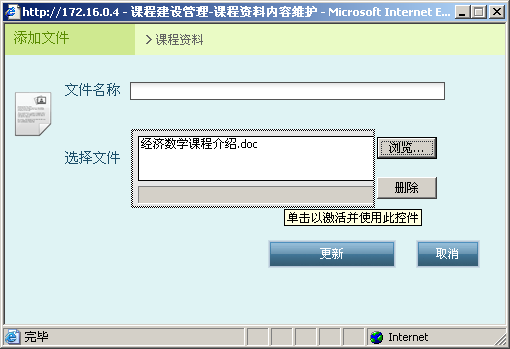 http://172.16.0.4 - 课程建设管理-课程资料内容维护 - Microsoft Internet E...
添加文件
> 课程资料
文件名称
选择文件
经济数学课程介绍.doc
浏览...
删除
单击以激活并使用此控件
更新
取消
完毕
Internet